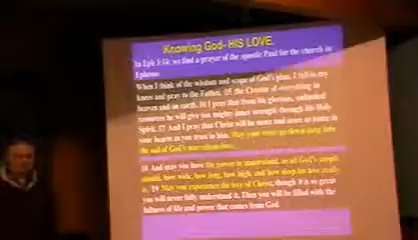 Knowing God- HIS LOVE.
In Eph 3:14; we find a prayer of the apostle Paul for the church in
Ephesus.
When I think of the wisdom and scope of God's plan, I fall to my
knees and pray to the Father, 15 the Creator of everything in
heaven and on earth. 16 I pray that from his glorious, unlimited
resources he will give you mighty inner strength through his Holy
Spirit. 17 And I pray that Christ will be more and more at home in
your hearts as you trust in him. May your roots go down deep into
the soil of God's marvelous love.
18 And may you have the power to understand, as all God's people
should, how wide, how long, how high, and how deep his love really
is. 19 May you experience the love of Christ, though it is so great
you will never fully understand it. Then you will be filled with the
fullness of life and power that comes from God.